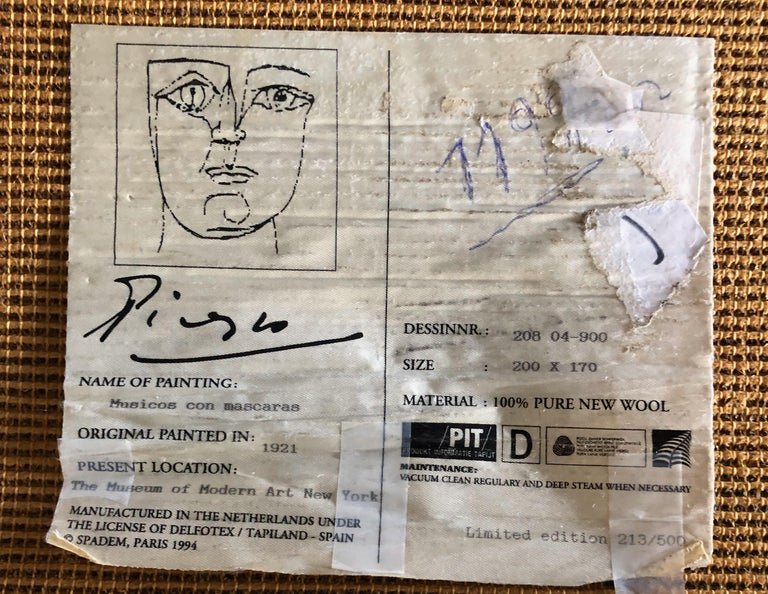 Picasso
NAME OF PAINTING:
Musicos con mascaras
ORIGINAL PAINTED IN: 1921
PRESENT LOCATION:
The Museum of Modern Art New York
MANUFACTURED IN THE NETHERLANDS UNDER
THE LICENSE OF DELFOTEX / TAPILAND - SPAIN
© SPADEM, PARIS 1994
DESSINNR.: 208 04-900
SIZE : 200 X 170
MATERIAL : 100% PURE NEW WOOL
/PIT/ D
PRODUKT INFORMATIE TAPIJT
MAINTENANCE:
VACUUM CLEAN REGULARY AND DEEP STEAM WHEN NECESSARY
Limited edition 213/500